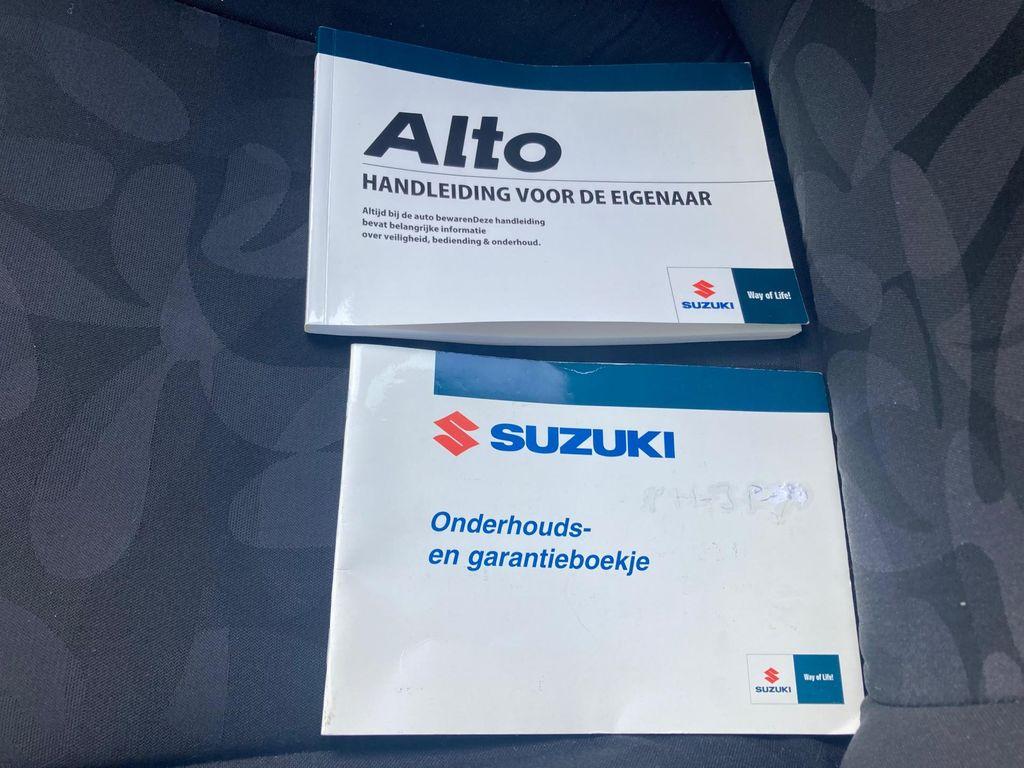 Alto
HANDLEIDING VOOR DE EIGENAAR
Altijd bij de auto bewarenDeze handleiding
bevat belangrijke informatie
over veiligheid, bediending & onderhoud.
SUZUKI
Way of Life!
SUZUKI
Onderhouds-
en garantieboekje
SUZUKI
Way of Life!